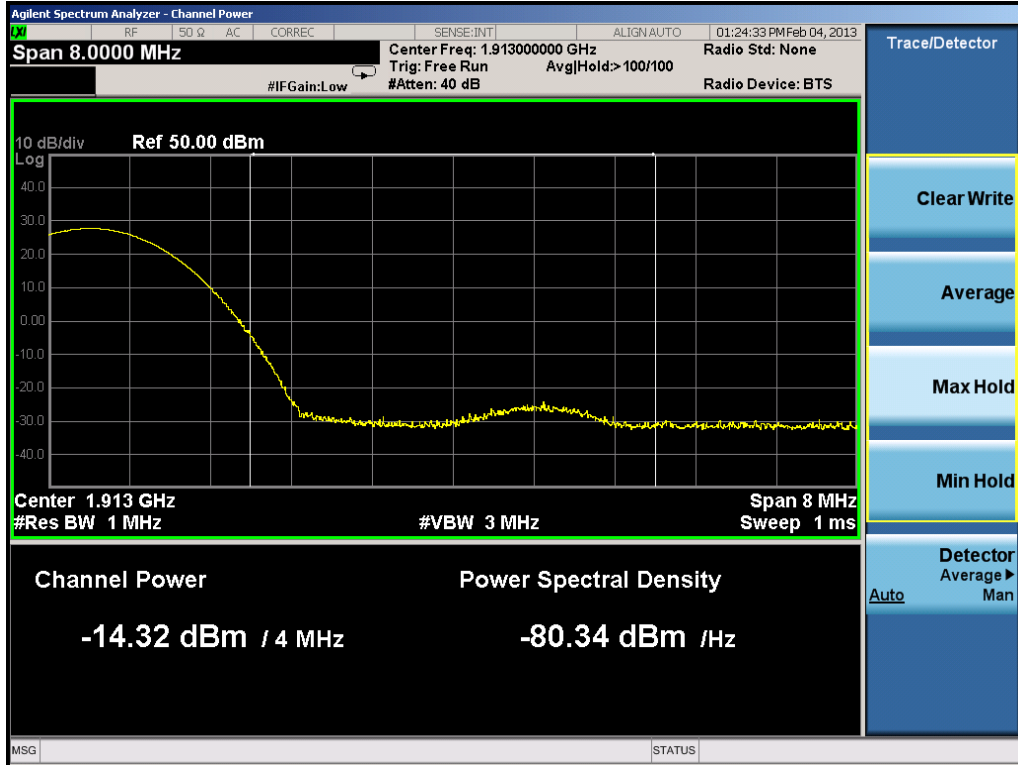 Agilent Spectrum Analyzer - Channel Power
LXI RF 50 Ω AC CORREC SENSE:INT ALIGN AUTO 01:24:33 PM Feb 04, 2013
Span 8.0000 MHz
Center Freq: 1.913000000 GHz Radio Std: None
Trig: Free Run Avg|Hold:> 100/100
#IFGain:Low #Atten: 40 dB Radio Device: BTS
10 dB/div Ref 50.00 dBm
Log
40.0
30.0
20.0
10.0
0.00
-10.0
-20.0
-30.0
-40.0
Center 1.913 GHz Span 8 MHz
#Res BW 1 MHz #VBW 3 MHz Sweep 1 ms
Channel Power Power Spectral Density
-14.32 dBm / 4 MHz -80.34 dBm /Hz
MSG STATUS
Trace/Detector
Clear Write
Average
Max Hold
Min Hold
Detector
Average▶
Auto Man